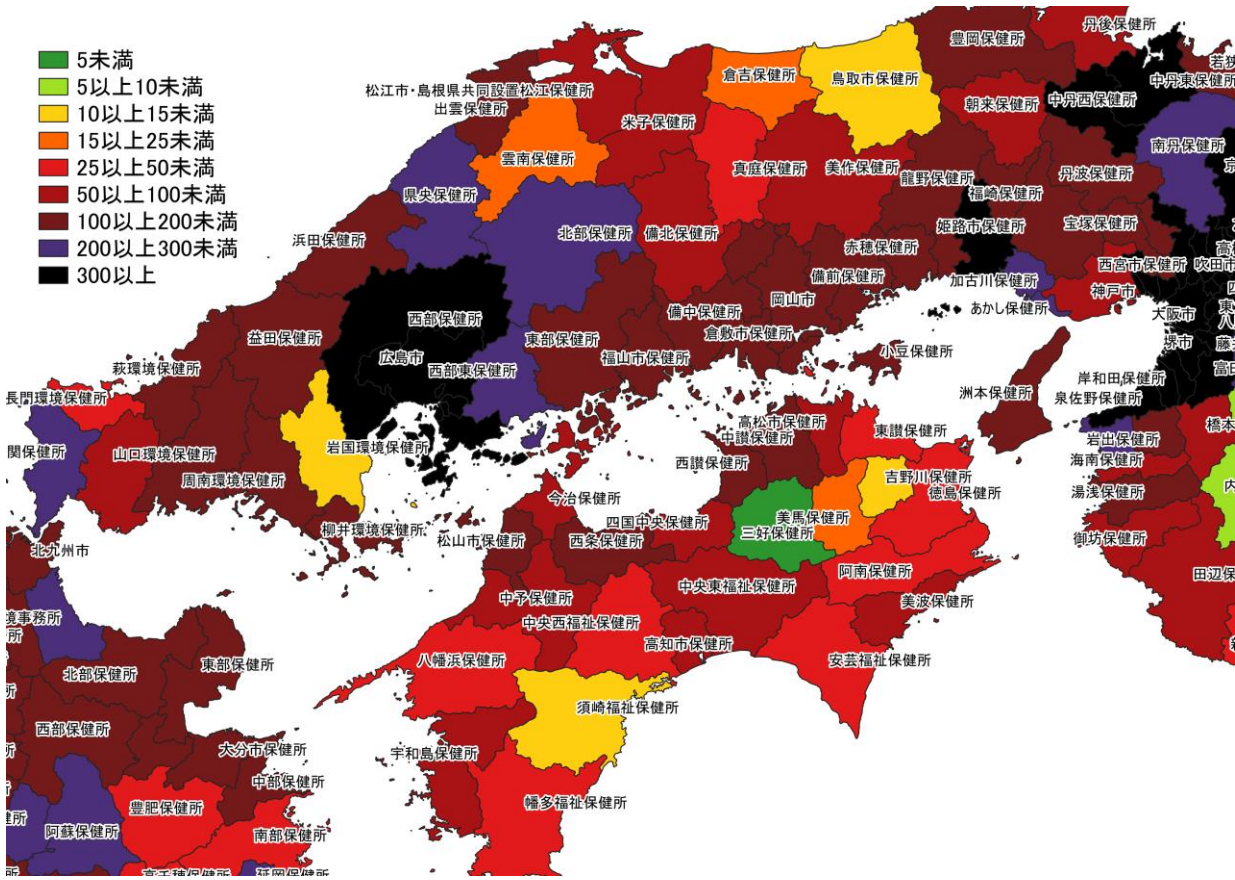 5未満
5以上10未満
10以上15未満
15以上25未満
25以上50未満
50以上100未満
100以上200未満
200以上300未満
300以上
丹後保健所
豊岡保健所
若狭
中丹東保健所
倉吉保健所
鳥取市保健所
松江市・島根県共同設置松江保健所
出雲保健所
米子保健所
朝来保健所
中丹西保健所
南丹保健所
雲南保健所
真庭保健所
美作保健所
龍野保健所
福崎保健所
丹波保健所
県央保健所
浜田保健所
北部保健所
備北保健所
姫路市保健所
宝塚保健所
赤穂保健所
西宮市保健所
吹田市
備前保健所
加古川保健所
神戸市
岡山市
あかし保健所
大阪市
西部保健所
備中保健所
倉敷市保健所
堺市
益田保健所
東部保健所
福山市保健所
広島市
西部東保健所
小豆保健所
萩環境保健所
岸和田保健所
洲本保健所
泉佐野保健所
長門環境保健所
高松市保健所
東讃保健所
中讃保健所
岩出保健所
関保健所
山口環境保健所
岩国環境保健所
西讃保健所
海南保健所
周南環境保健所
吉野川保健所
徳島保健所
湯浅保健所
今治保健所
四国中央保健所
美馬保健所
三好保健所
柳井環境保健所
松山市保健所
西条保健所
御坊保健所
北九州市
阿南保健所
田辺保
中央東福祉保健所
中予保健所
美波保健所
境事務所
中央西福祉保健所
高知市保健所
八幡浜保健所
安芸福祉保健所
東部保健所
北部保健所
須崎福祉保健所
西部保健所
大分市保健所
宇和島保健所
中部保健所
豊肥保健所
幡多福祉保健所
阿蘇保健所
南部保健所
高千穂保健所
延岡保健所